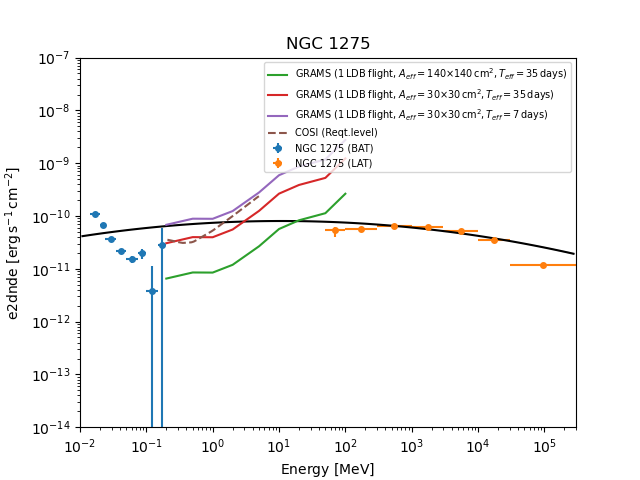 NGC 1275
10⁻⁷
GRAMS (1 LDB flight, A_eff = 140×140 cm², T_eff = 35 days)
GRAMS (1 LDB flight, A_eff = 30×30 cm², T_eff = 35 days)
GRAMS (1 LDB flight, A_eff = 30×30 cm², T_eff = 7 days)
COSI (Reqt.level)
NGC 1275 (BAT)
NGC 1275 (LAT)
10⁻⁸
10⁻⁹
10⁻¹⁰
10⁻¹¹
10⁻¹²
10⁻¹³
10⁻¹⁴
e2dnde [erg s⁻¹ cm⁻²]
10⁻² 10⁻¹ 10⁰ 10¹ 10² 10³ 10⁴ 10⁵
Energy [MeV]